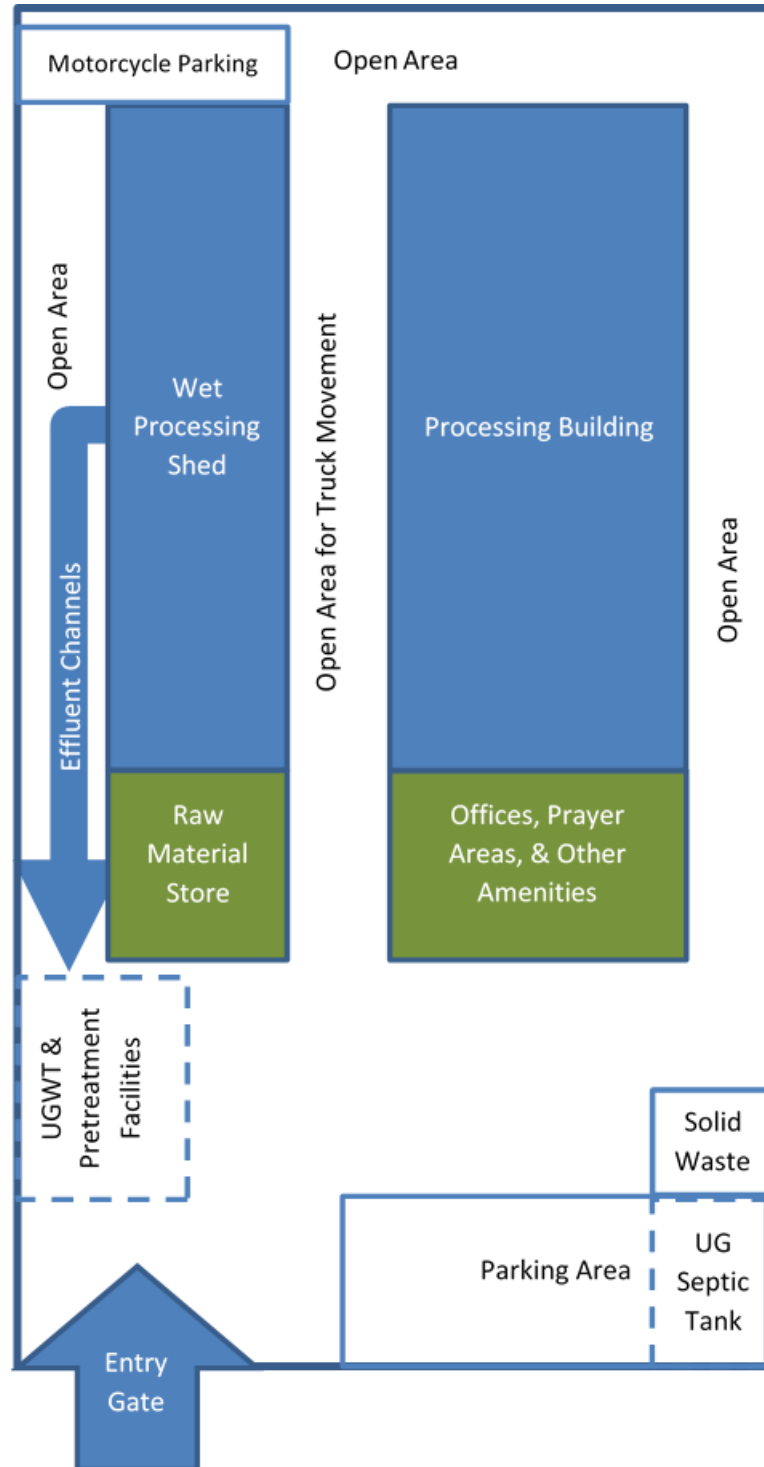 Motorcycle Parking
Open Area
Open Area
Wet
Processing
Shed
Open Area for Truck Movement
Processing Building
Open Area
Effluent Channels
Raw
Material
Store
Offices, Prayer
Areas, & Other
Amenities
UGWT &
Pretreatment
Facilities
Solid
Waste
Parking Area
UG
Septic
Tank
Entry
Gate